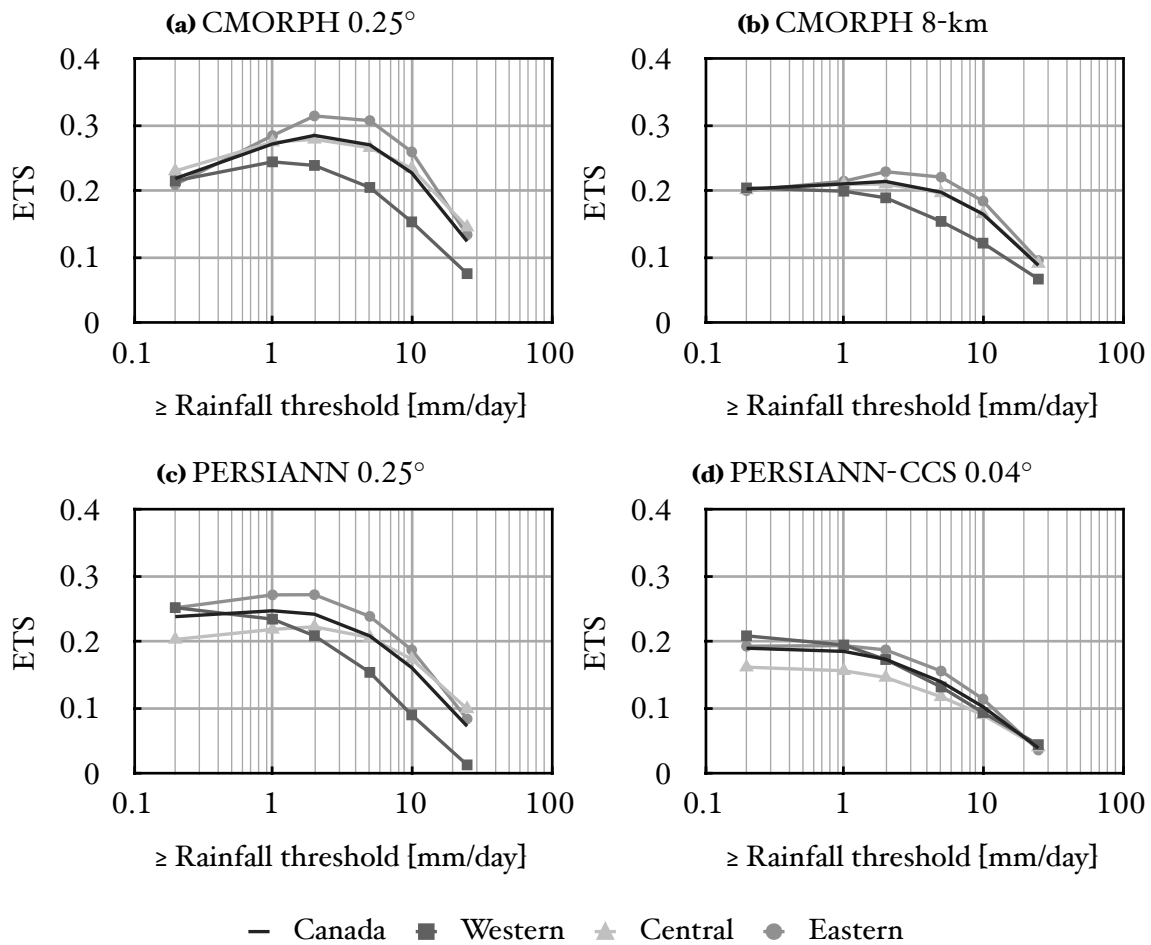 (a) CMORPH 0.25°
0.4
0.3
0.2
0.1
0
ETS
0.1 1 10 100
≥ Rainfall threshold [mm/day]
(b) CMORPH 8-km
0.4
0.3
0.2
0.1
0
ETS
0.1 1 10 100
≥ Rainfall threshold [mm/day]
(c) PERSIANN 0.25°
0.4
0.3
0.2
0.1
0
ETS
0.1 1 10 100
≥ Rainfall threshold [mm/day]
(d) PERSIANN-CCS 0.04°
0.4
0.3
0.2
0.1
0
ETS
0.1 1 10 100
≥ Rainfall threshold [mm/day]
Canada Western Central Eastern